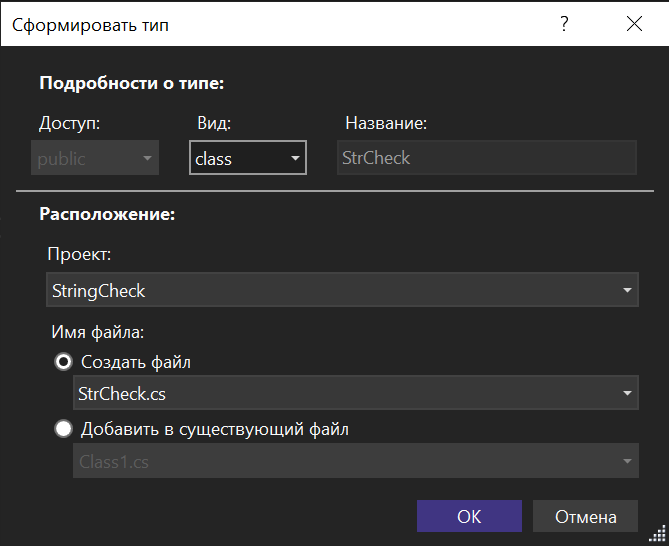 Сформировать тип
?
Подробности о типе:
Доступ: Вид: Название:
public class StrCheck
Расположение:
Проект:
StringCheck
Имя файла:
Создать файл
StrCheck.cs
Добавить в существующий файл
Class1.cs
OK Отмена